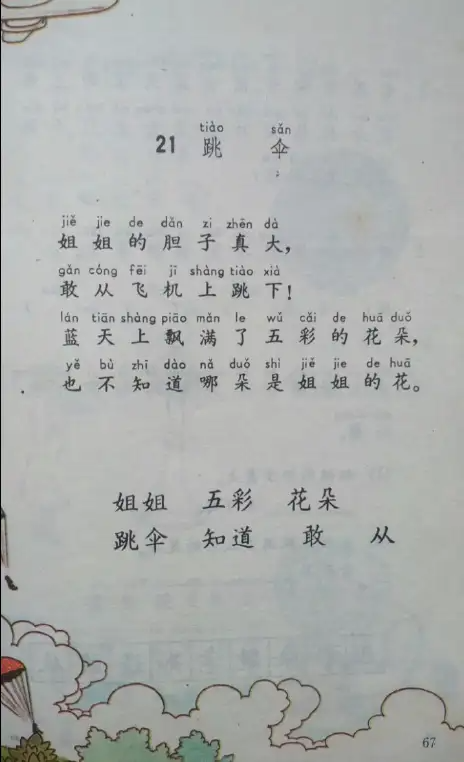 tiào sǎn
21 跳 伞
jiě jie de dǎn zi zhēn dà
姐 姐 的 胆 子 真 大，
gǎn cóng fēi jī shàng tiào xià
敢 从 飞 机 上 跳 下！
lán tiān shàng piāo mǎn le wǔ cǎi de huā duǒ
蓝 天 上 飘 满 了 五 彩 的 花 朵，
yě bù zhī dào nǎ duǒ shì jiě jie de huā
也 不 知 道 哪 朵 是 姐 姐 的 花。
姐姐 五彩 花朵
跳伞 知道 敢 从
67